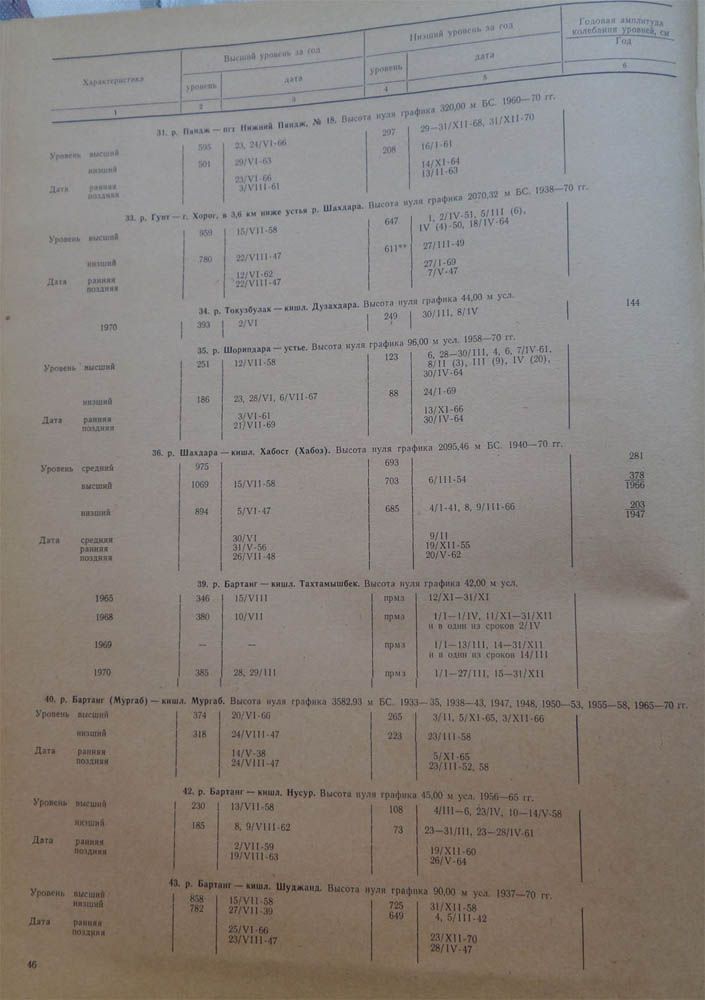 Характеристика Высший уровень за год Низший уровень за год Годовая амплитуда колебания уровней, см
уровень дата уровень дата Год
1 2 3 4 5 6
31. р. Пяндж — пгт Нижний Пяндж, № 18. Высота нуля графика 320,00 м БС. 1960—70 гг.
Уровень высший 595 23, 24/VI-66 297 29—31/XII-68, 31/XII-70
низший 501 29/VI-63 208 16/I-61
Дата ранняя 23/VI-66 14/XI-64
поздняя 3/VIII-61 13/II-63
33. р. Гунт — г. Хорог, в 3,6 км ниже устья р. Шахдара. Высота нуля графика 2070,32 м БС. 1938—70 гг.
Уровень высший 959 15/VII-58 647 1, 2/IV-51, 5/III (6),
IV (4)-50, 18/IV-64
низший 780 22/VIII-47 611** 27/III-49
Дата ранняя 12/VI-62 27/I-69
поздняя 22/VIII-47 7/V-47
34. р. Токузбулак — кишл. Дузахдара. Высота нуля графика 44,00 м усл.
1970 393 2/VI 249 30/III, 8/IV 144
35. р. Шориндара — устье. Высота нуля графика 96,00 м усл. 1958—70 гг.
Уровень высший 251 12/VII-58 123 6, 28—30/III, 4, 6, 7/IV-61,
8/II (3), III (9), IV (20),
30/IV-64
низший 186 23, 28/VI, 6/VII-67 88 24/I-69
Дата ранняя 3/VI-61 13/XI-66
поздняя 21/VII-69 30/IV-64
36. р. Шахдара — кишл. Хабост (Хабоз). Высота нуля графика 2095,46 м БС. 1940—70 гг.
Уровень средний 975 693 281
высший 1069 15/VII-58 703 6/III-54 378
1966
низший 894 5/VI-47 685 4/I-41, 8, 9/III-66 203
1947
Дата средняя 30/VI 9/II
ранняя 31/V-56 19/XII-55
поздняя 26/VII-48 20/V-62
39. р. Бартанг — кишл. Тахтамышбек. Высота нуля графика 42,00 м усл.
1965 346 15/VIII прмз 12/XI—31/XI
1968 380 10/VII прмз 1/I—1/IV, 11/XI—31/XII
и в один из сроков 2/IV
1969 — — прмз 1/I—13/III, 14—31/XII
и в один из сроков 14/III
1970 385 28, 29/III прмз 1/I—27/III, 15—31/XII
40. р. Бартанг (Мургаб) — кишл. Мургаб. Высота нуля графика 3582,93 м БС. 1933—35, 1938—43, 1947, 1948, 1950—53, 1955—58, 1965—70 гг.
Уровень высший 374 20/VI-66 265 3/II, 5/XI-65, 3/XII-66
низший 318 24/VIII-47 223 23/III-58
Дата ранняя 14/V-38 5/XI-65
поздняя 24/VIII-47 23/III-52, 58
42. р. Бартанг — кишл. Нусур. Высота нуля графика 45,00 м усл. 1956—65 гг.
Уровень высший 230 13/VII-58 108 4/III—6, 23/IV, 10—14/V-58
низший 185 8, 9/VIII-62 73 23—31/III, 23—28/IV-61
Дата ранняя 2/VII-59 19/XII-60
поздняя 19/VIII-63 26/V-64
43. р. Бартанг — кишл. Шуджанд. Высота нуля графика 90,00 м усл. 1937—70 гг.
Уровень высший 858 15/VII-58 725 31/XII-58
низший 782 27/VII-39 649 4, 5/III-42
Дата ранняя 25/VI-66 23/XII-70
поздняя 23/VIII-47 28/IV-47
46